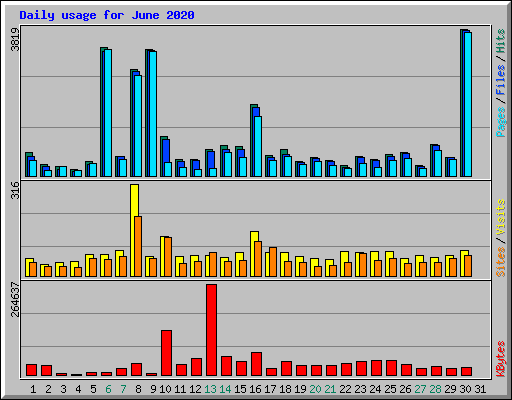 Daily usage for June 2020
3819
Pages / Files / Hits
316
Sites / Visits
264637
KBytes
1 2 3 4 5 6 7 8 9 10 11 12 13 14 15 16 17 18 19 20 21 22 23 24 25 26 27 28 29 30 31